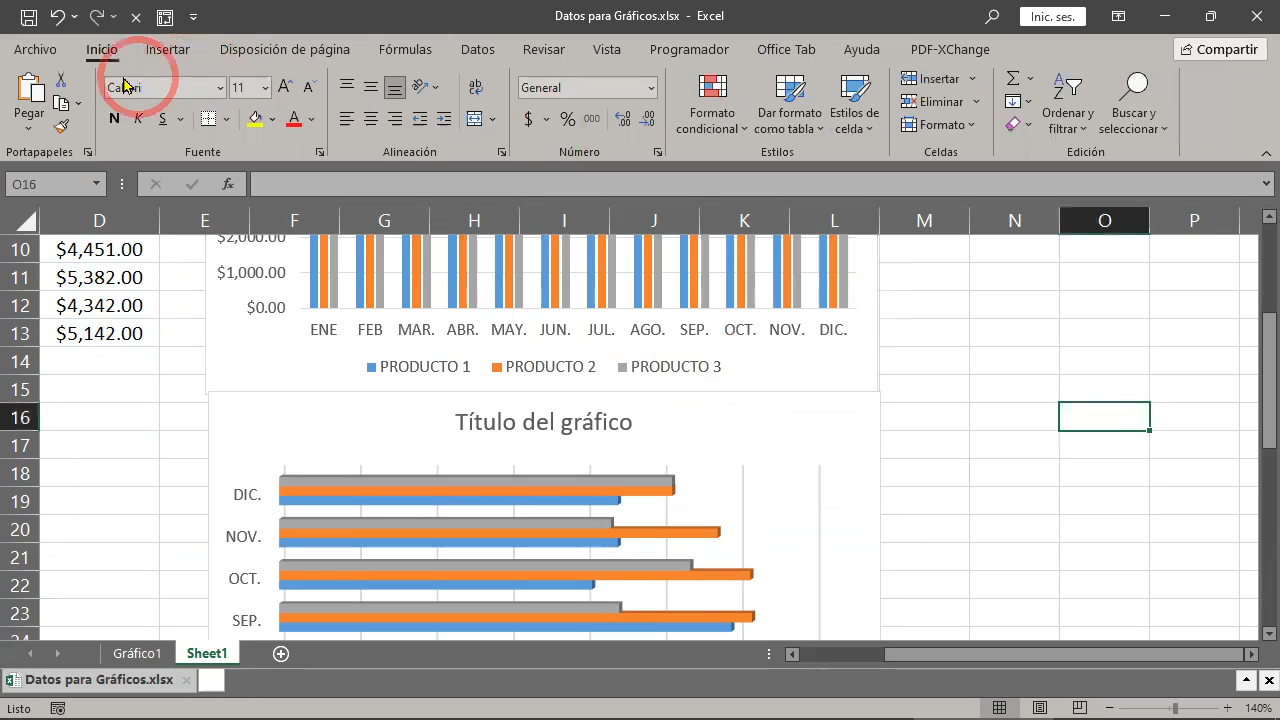 Datos para Gráficos.xlsx - Excel
Inic. ses.
Archivo Inicio Insertar Disposición de página Fórmulas Datos Revisar Vista Programador Office Tab Ayuda PDF-XChange Compartir
Pegar
Calibri 11
N K S
General
$ % 000
Formato condicional
Dar formato como tabla
Estilos de celda
Insertar
Eliminar
Formato
Ordenar y filtrar
Buscar y seleccionar
Portapapeles Fuente Alineación Número Estilos Celdas Edición
O16 fx
D E F G H I J K L M N O P
10 $4,451.00
11 $5,382.00
12 $4,342.00
13 $5,142.00
14
15
16
17
18
19
20
21
22
23
$2,000.00
$1,000.00
$0.00
ENE FEB MAR. ABR. MAY. JUN. JUL. AGO. SEP. OCT. NOV. DIC.
PRODUCTO 1 PRODUCTO 2 PRODUCTO 3
Título del gráfico
DIC.
NOV.
OCT.
SEP.
Gráfico1 Sheet1
Datos para Gráficos.xlsx
Listo 140%